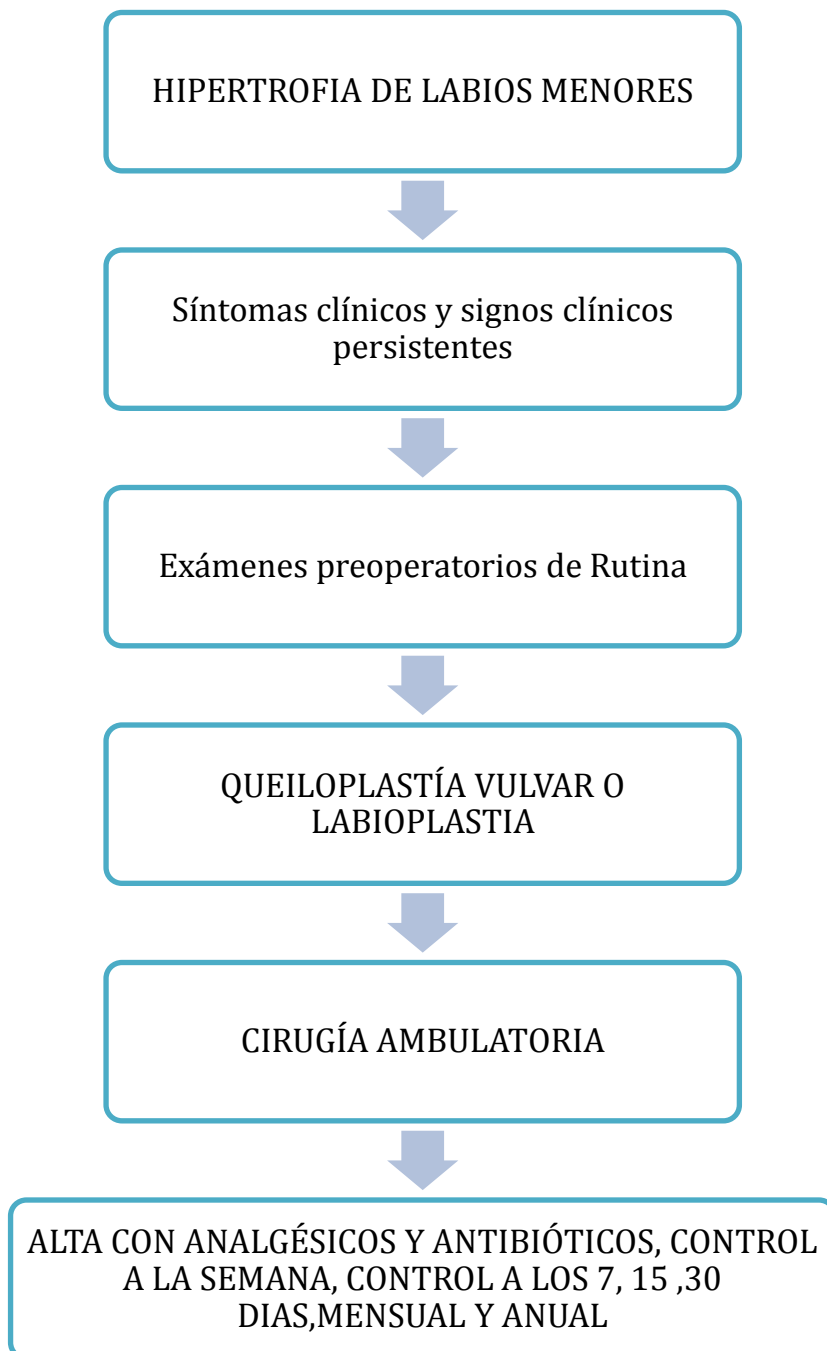 HIPERTROFIA DE LABIOS MENORES
Síntomas clínicos y signos clínicos
persistentes
Exámenes preoperatorios de Rutina
QUEILOPLASTÍA VULVAR O
LABIOPLASTIA
CIRUGÍA AMBULATORIA
ALTA CON ANALGÉSICOS Y ANTIBIÓTICOS, CONTROL
A LA SEMANA, CONTROL A LOS 7, 15 ,30
DIAS,MENSUAL Y ANUAL